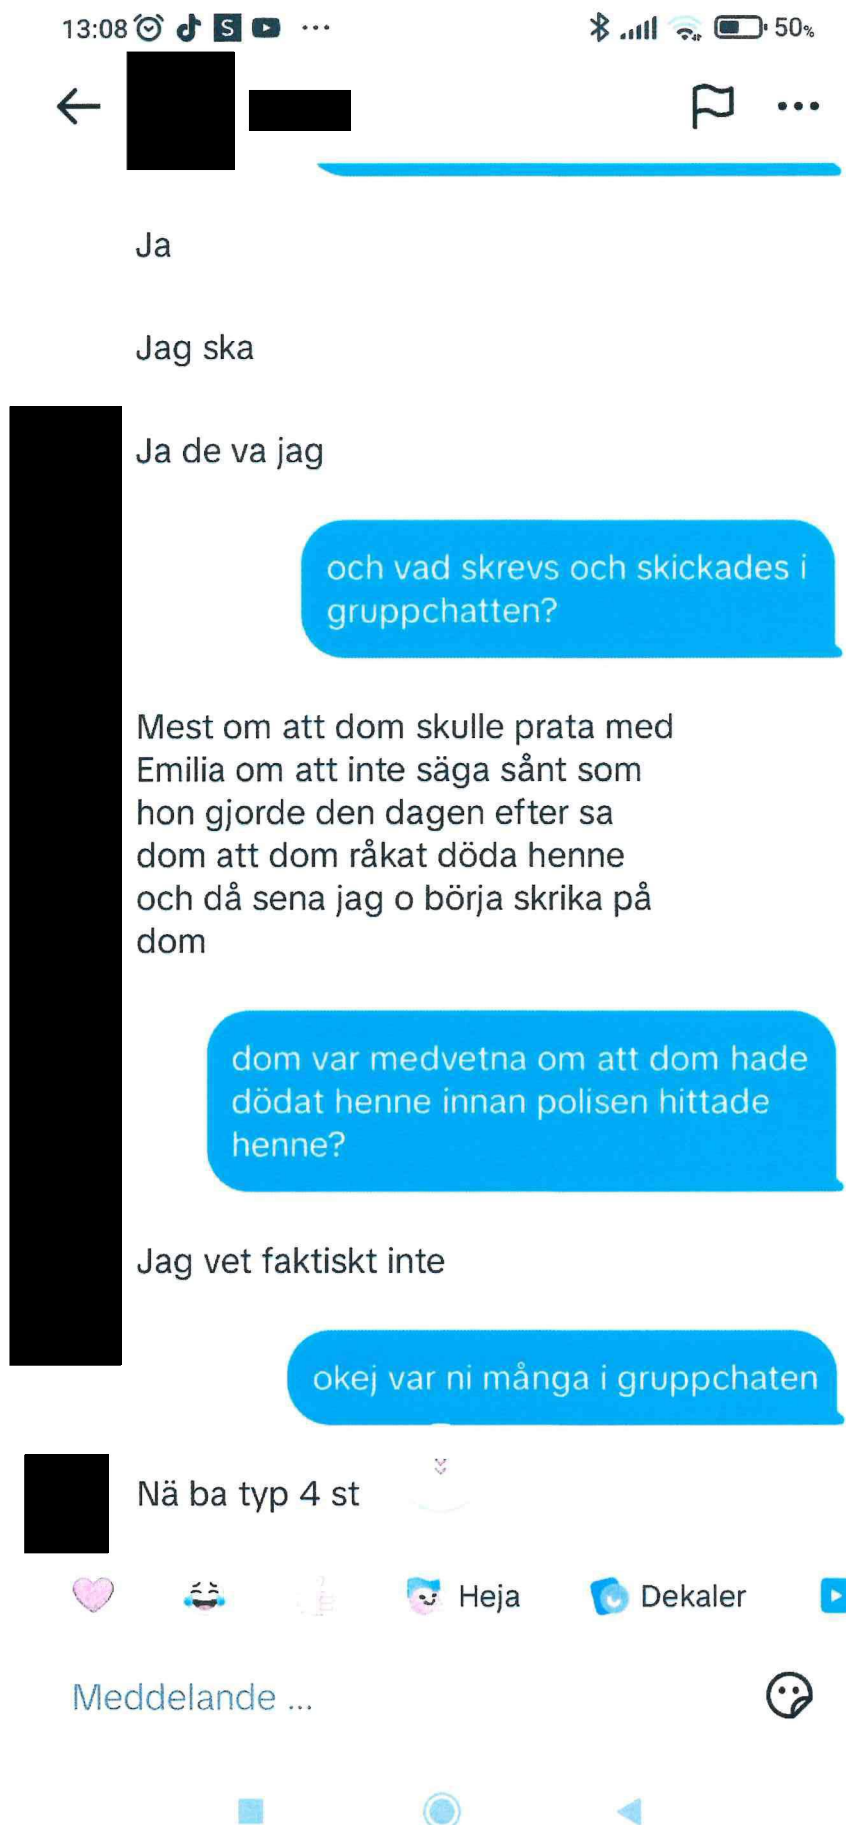 13:08 S ...
50%
Ja
Jag ska
Ja de va jag
och vad skrevs och skickades i
gruppchatten?
Mest om att dom skulle prata med
Emilia om att inte säga sånt som
hon gjorde den dagen efter sa
dom att dom råkat döda henne
och då sena jag o börja skrika på
dom
dom var medvetna om att dom hade
dödat henne innan polisen hittade
henne?
Jag vet faktiskt inte
okej var ni många i gruppchaten
Nä ba typ 4 st
Heja Dekaler
Meddelande ...